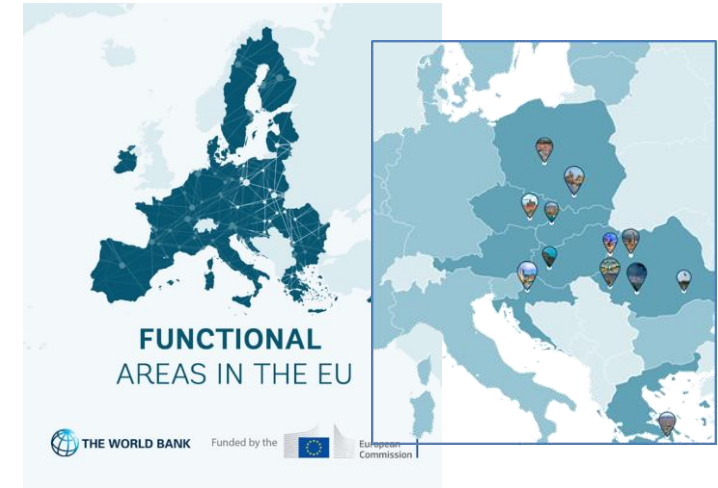 FUNCTIONAL
AREAS IN THE EU
THE WORLD BANK
Funded by the
European
Commission